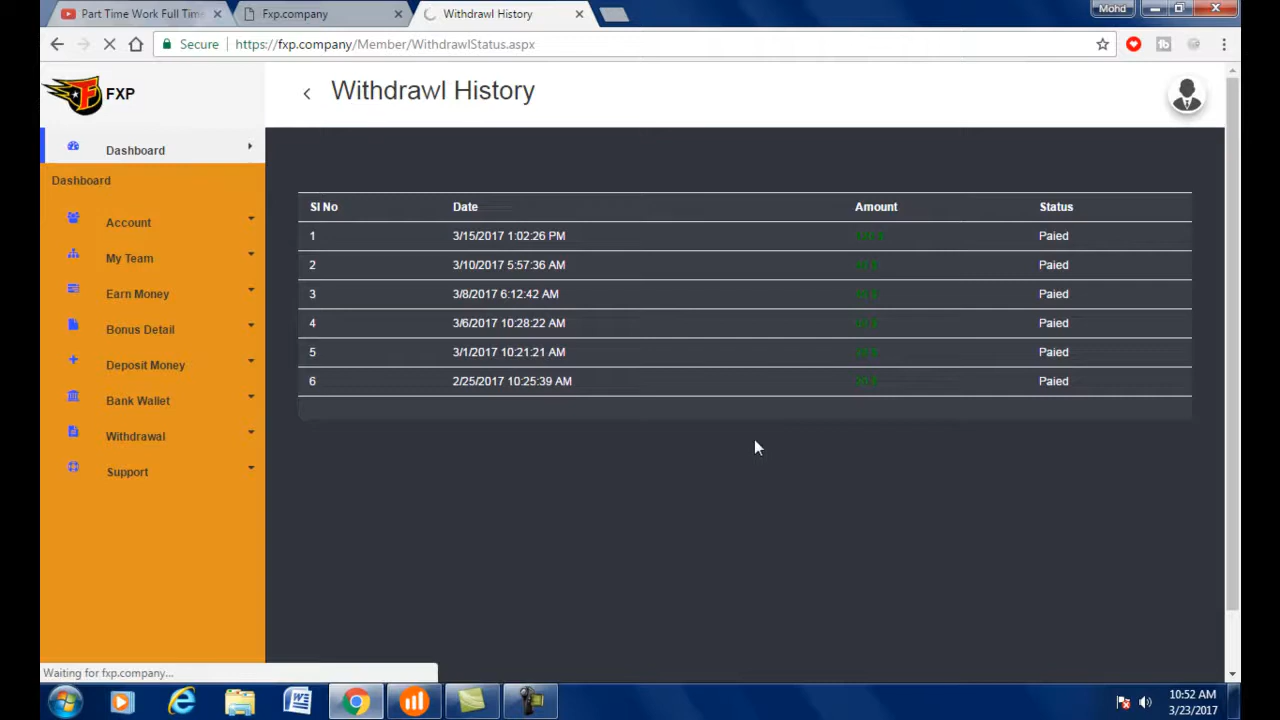 Part Time Work Full Time
Fxp.company
Withdrawl History
Mohd
Secure
https://fxp.company/Member/WithdrawlStatus.aspx
FXP
Withdrawl History
Dashboard
Dashboard
Account
My Team
Earn Money
Bonus Detail
Deposit Money
Bank Wallet
Withdrawal
Support
Sl No Date Amount Status
1 3/15/2017 1:02:26 PM Paied
2 3/10/2017 5:57:36 AM Paied
3 3/8/2017 6:12:42 AM Paied
4 3/6/2017 10:28:22 AM Paied
5 3/1/2017 10:21:21 AM Paied
6 2/25/2017 10:25:39 AM Paied
Waiting for fxp.company...
10:52 AM
3/23/2017